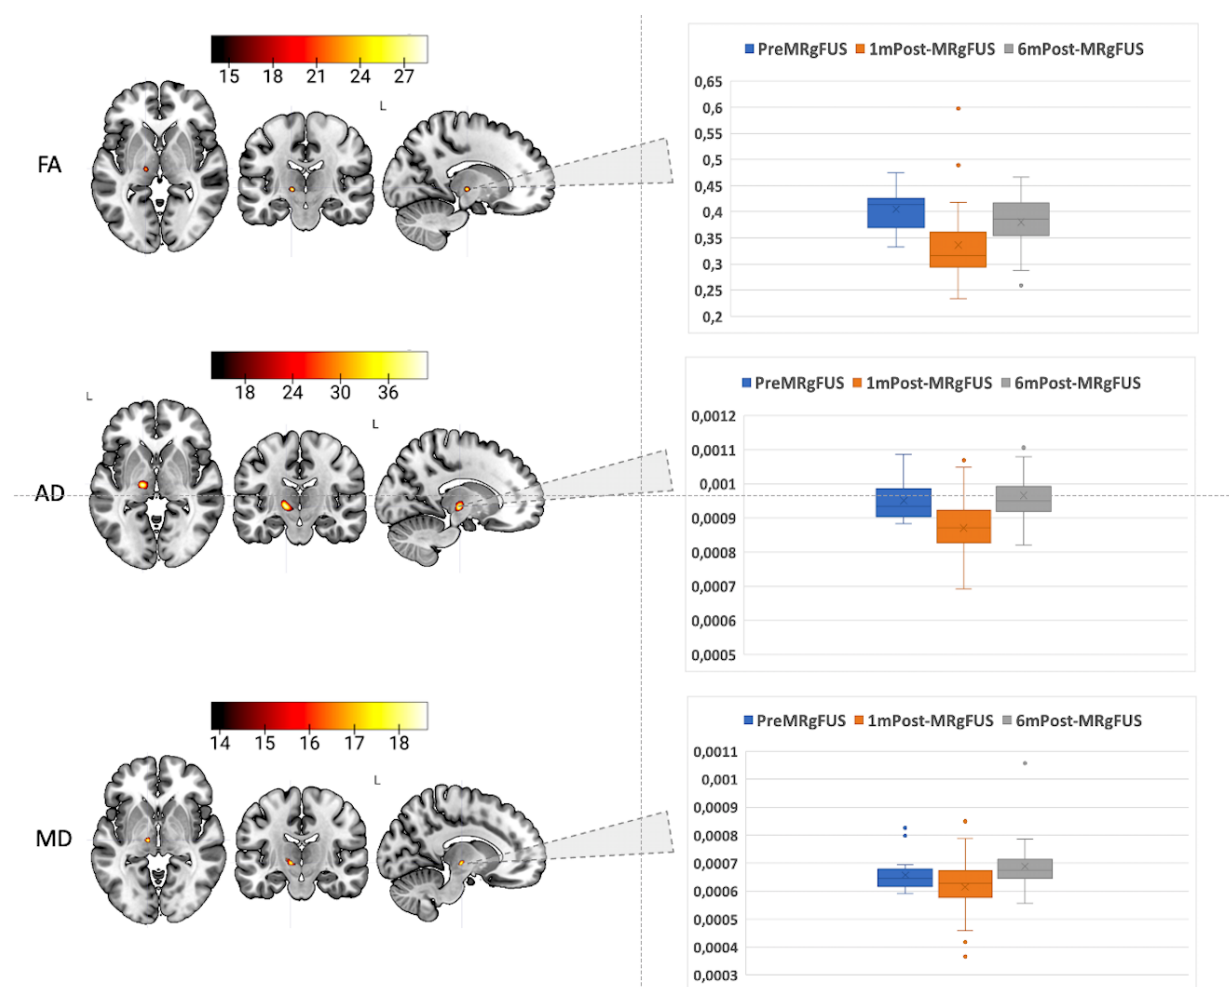 PreMRgFUS 1mPost-MRgFUS 6mPost-MRgFUS
15 18 21 24 27
L
FA
0,65
0,6
0,55
0,5
0,45
0,4
0,35
0,3
0,25
0,2
18 24 30 36
PreMRgFUS 1mPost-MRgFUS 6mPost-MRgFUS
L
L
AD
0,0012
0,0011
0,001
0,0009
0,0008
0,0007
0,0006
0,0005
PreMRgFUS 1mPost-MRgFUS 6mPost-MRgFUS
14 15 16 17 18
L
MD
0,0011
0,001
0,0009
0,0008
0,0007
0,0006
0,0005
0,0004
0,0003